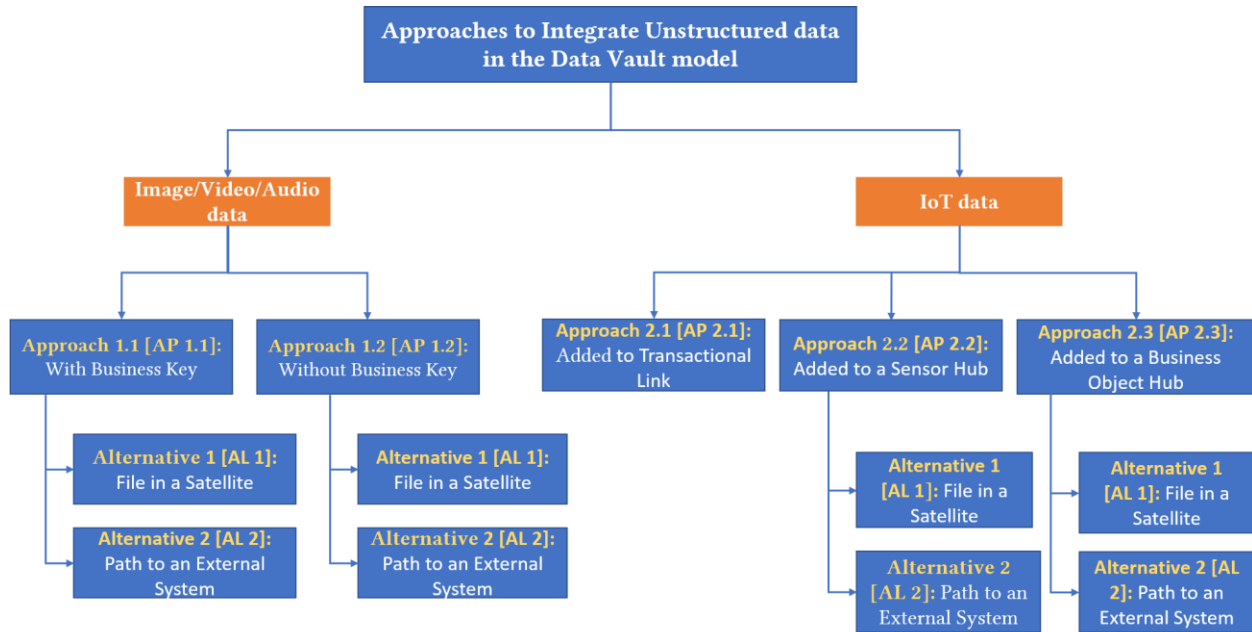 Approaches to Integrate Unstructured data
in the Data Vault model
Image/Video/Audio
data
IoT data
Approach 1.1 [AP 1.1]:
With Business Key
Approach 1.2 [AP 1.2]:
Without Business Key
Approach 2.1 [AP 2.1]:
Added to Transactional
Link
Approach 2.2 [AP 2.2]:
Added to a Sensor Hub
Approach 2.3 [AP 2.3]:
Added to a Business
Object Hub
Alternative 1 [AL 1]:
File in a Satellite
Alternative 1 [AL 1]:
File in a Satellite
Alternative 1
[AL 1]: File in a
Satellite
Alternative 1
[AL 1]: File in a
Satellite
Alternative 2 [AL 2]:
Path to an External
System
Alternative 2 [AL 2]:
Path to an External
System
Alternative 2
[AL 2]: Path to an
External System
Alternative 2 [AL
2]: Path to an
External System